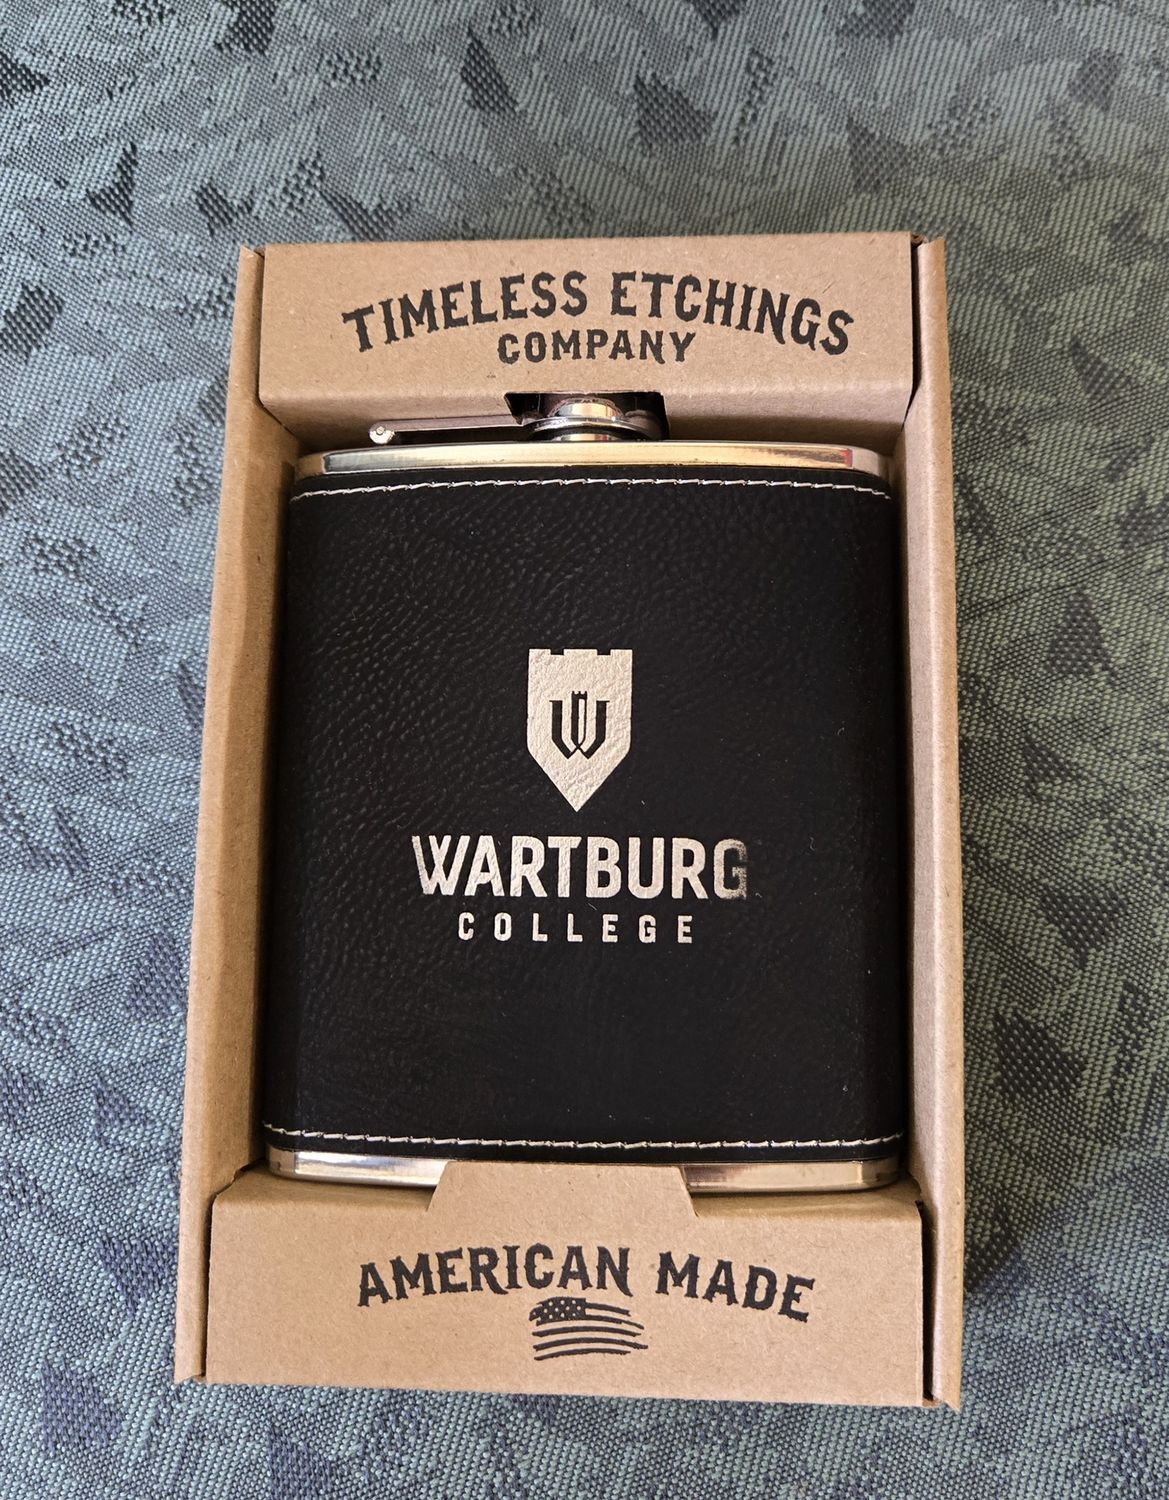 TIMELESS ETCHINGS
COMPANY
W
WARTBURG
COLLEGE
AMERICAN MADE